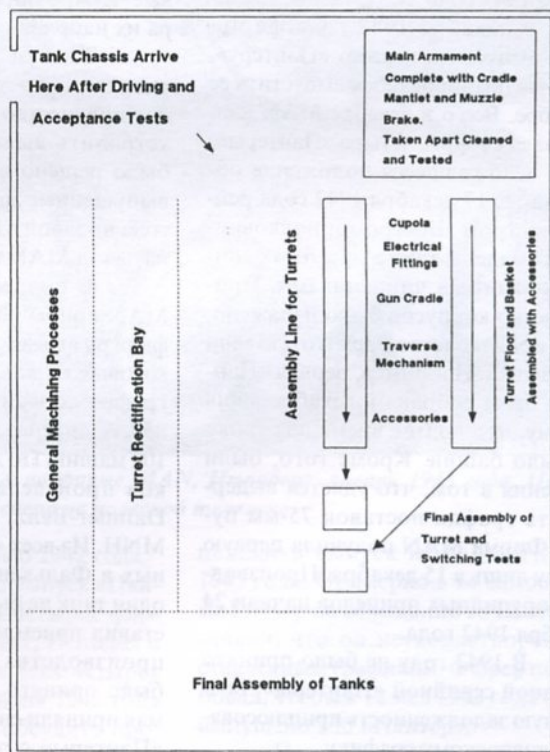 Tank Chassis Arrive
Here After Driving and
Acceptance Tests
Main Armament
Complete with Cradle
Mantlet and Muzzle
Brake.
Taken Apart Cleaned
and Tested
General Machining Processes
Turet Rectification Bay
Assembly Line for Turrets
Cupola
Electrical
Fittings
Gun Cradle
Traverse
Mechanism
Accessories
Turret Floor and Basket
Assembled with Accessories
Final Assembly of
Turret and
Switching Tests
Final Assembly of Tanks